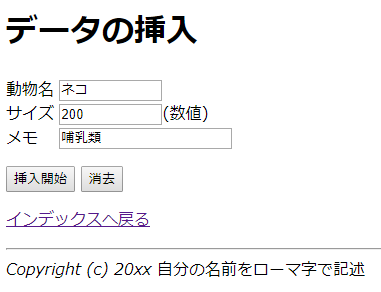 データの挿入
動物名 ネコ
サイズ 200 (数値)
メモ 哺乳類
挿入開始 消去
インデックスへ戻る
Copyright (c) 20xx 自分の名前をローマ字で記述